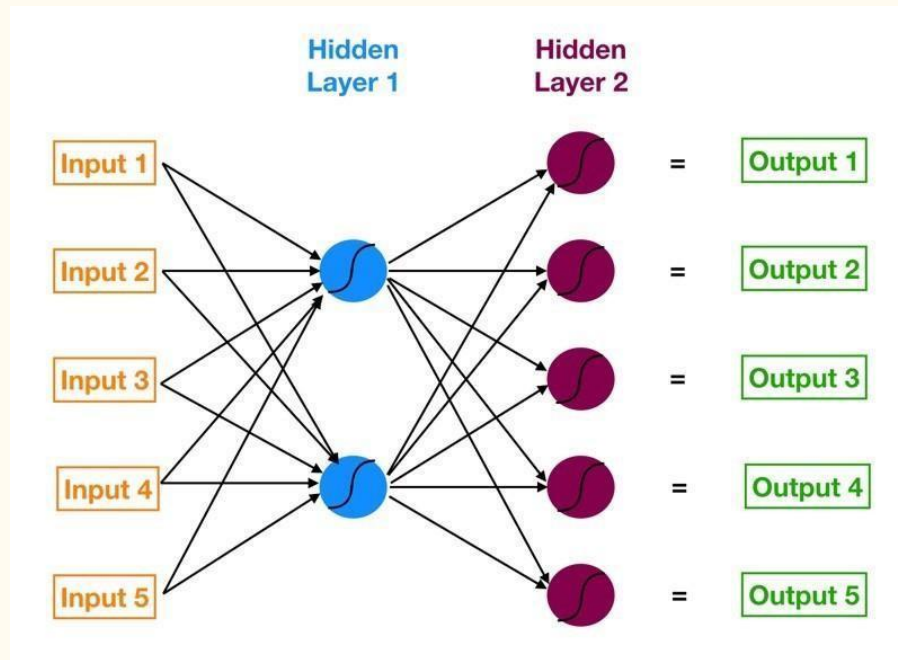 Hidden
Layer 1
Hidden
Layer 2
Input 1
=
Output 1
Input 2
=
Output 2
Input 3
=
Output 3
Input 4
=
Output 4
Input 5
=
Output 5